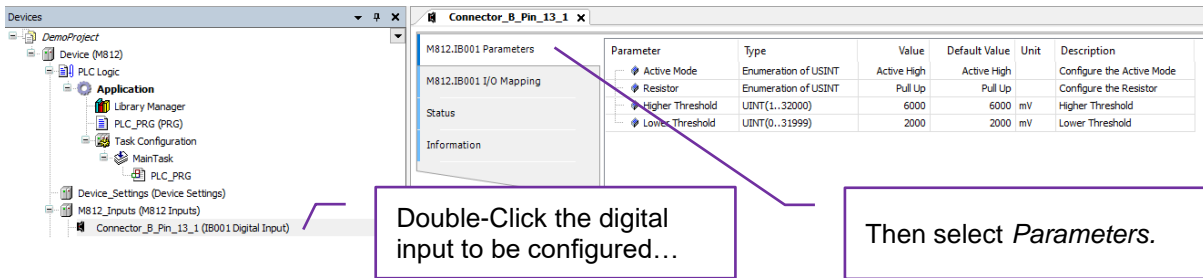 Devices
DemoProject
Device (M812)
PLC Logic
Application
Library Manager
PLC_PRG (PRG)
Task Configuration
MainTask
PLC_PRG
Device_Settings (Device Settings)
M812_Inputs (M812 Inputs)
Connector_B_Pin_13_1 (IB001 Digital Input)
Connector_B_Pin_13_1
M812.IB001 Parameters
M812.IB001 I/O Mapping
Status
Information
Parameter Type Value Default Value Unit Description
Active Mode Enumeration of USINT Active High Active High Configure the Active Mode
Resistor Enumeration of USINT Pull Up Pull Up Configure the Resistor
Higher Threshold UINT(1..32000) 6000 6000 mV Higher Threshold
Lower Threshold UINT(0..31999) 2000 2000 mV Lower Threshold
Double-Click the digital
input to be configured…
Then select Parameters.